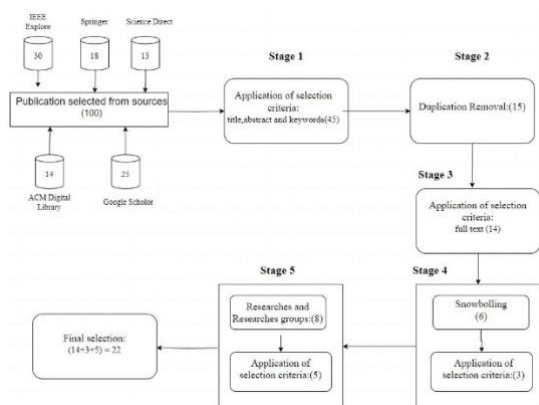 IEEE
Explore
Springer
Science Direct
30
18
13
Publication selected from sources
(100)
14
25
ACM Digital
Library
Google Scholor
Stage 1
Application of selection
criteria:
title,abstract and keywords(45)
Stage 2
Duplication Removal:(15)
Stage 3
Application of selection
criteria:
full text (14)
Stage 4
Snowbolling
(6)
Application of
selection criteria:(3)
Stage 5
Researches and
Researches groups:(8)
Application of
selection criteria:(5)
Final selection:
(14+3+5) = 22